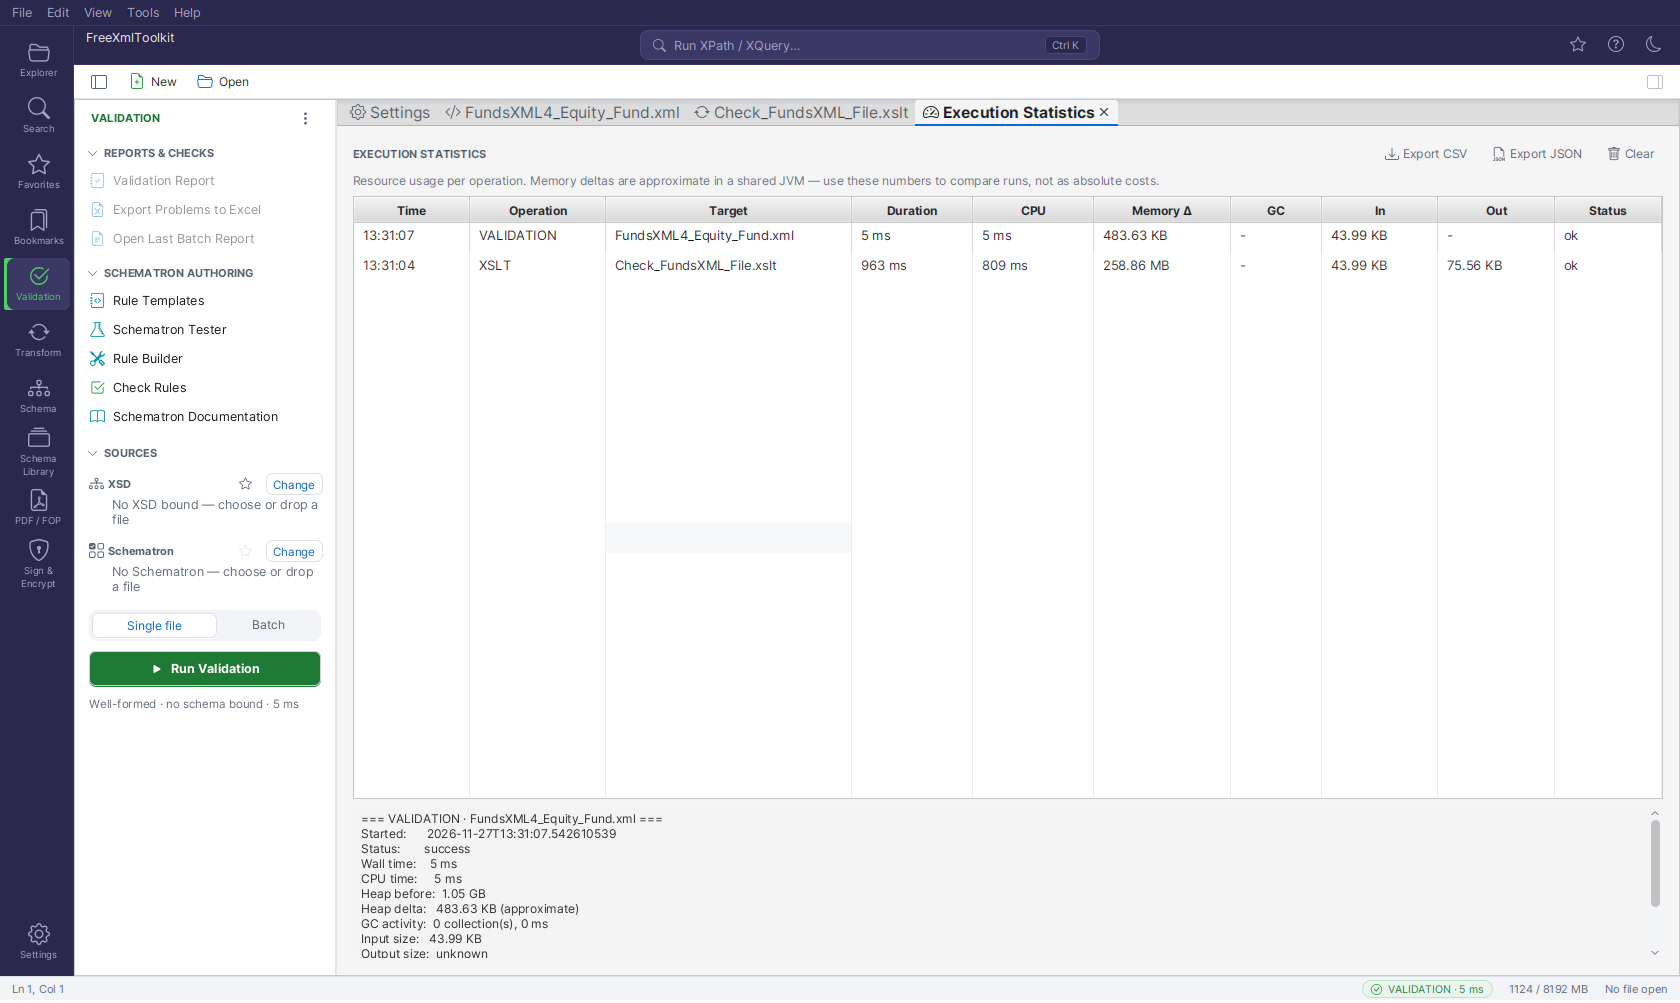 File Edit View Tools Help
FreeXmlToolkit
Run XPath / XQuery... Ctrl K
New Open
Explorer
Search
Favorites
Bookmarks
Validation
Transform
Schema
Schema
Library
PDF / FOP
Sign &
Encrypt
Settings
VALIDATION
REPORTS & CHECKS
Validation Report
Export Problems to Excel
Open Last Batch Report
SCHEMATRON AUTHORING
Rule Templates
Schematron Tester
Rule Builder
Check Rules
Schematron Documentation
SOURCES
XSD Change
No XSD bound — choose or drop a
file
Schematron Change
No Schematron — choose or drop
a file
Single file Batch
Run Validation
Well-formed · no schema bound · 5 ms
Settings FundsXML4_Equity_Fund.xml Check_FundsXML_File.xslt Execution Statistics
EXECUTION STATISTICS Export CSV Export JSON Clear
Resource usage per operation. Memory deltas are approximate in a shared JVM — use these numbers to compare runs, not as absolute costs.
Time Operation Target Duration CPU Memory Δ GC In Out Status
13:31:07 VALIDATION FundsXML4_Equity_Fund.xml 5 ms 5 ms 483.63 KB - 43.99 KB - ok
13:31:04 XSLT Check_FundsXML_File.xslt 963 ms 809 ms 258.86 MB - 43.99 KB 75.56 KB ok
=== VALIDATION · FundsXML4_Equity_Fund.xml ===
Started: 2026-11-27T13:31:07.542610539
Status: success
Wall time: 5 ms
CPU time: 5 ms
Heap before: 1.05 GB
Heap delta: 483.63 KB (approximate)
GC activity: 0 collection(s), 0 ms
Input size: 43.99 KB
Output size: unknown
Ln 1, Col 1 VALIDATION · 5 ms 1124 / 8192 MB No file open